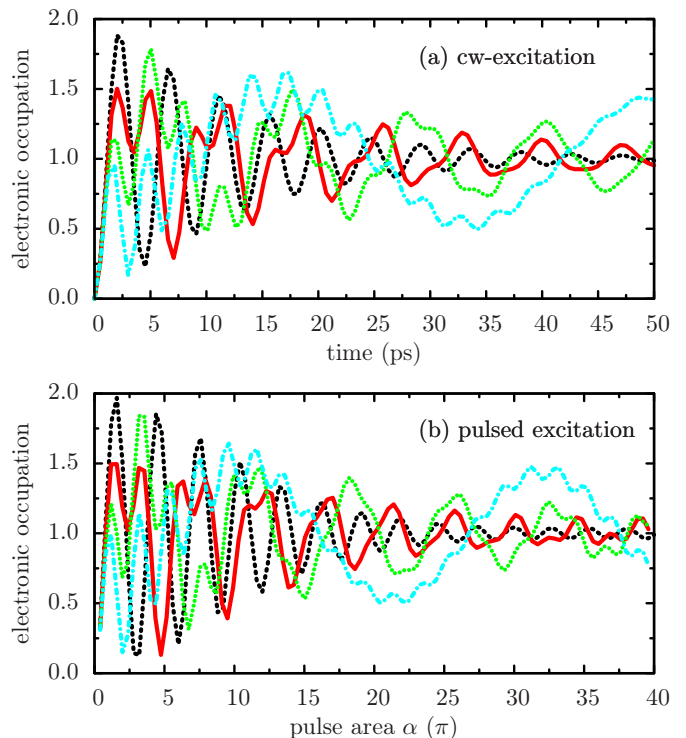 2.0
1.5
1.0
0.5
0.0
electronic occupation
(a) cw-excitation
0 5 10 15 20 25 30 35 40 45 50
time (ps)
2.0
1.5
1.0
0.5
0.0
electronic occupation
(b) pulsed excitation
0 5 10 15 20 25 30 35 40
pulse area α (π)